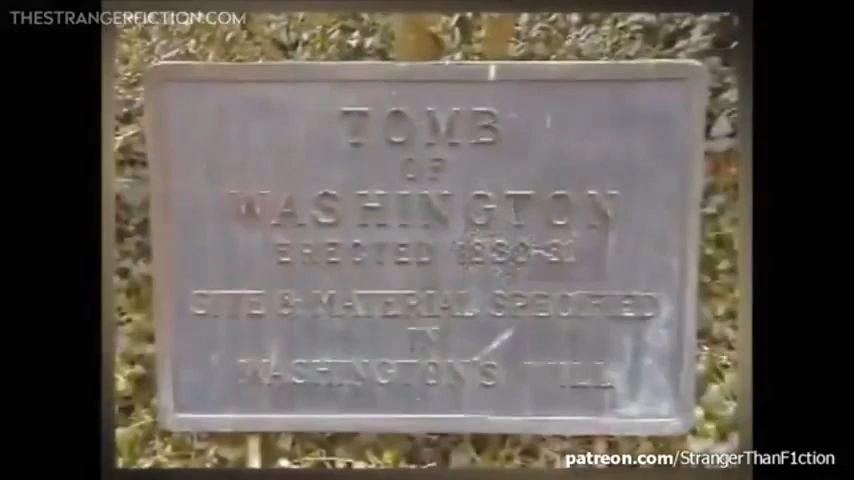 THESTRANGERFICTION.COM
TOMB
OF
WASHINGTON
ERECTED 1830-31
SITE & MATERIAL SPECIFIED
IN
WASHINGTON'S WILL
patreon.com/StrangerThanF1ction